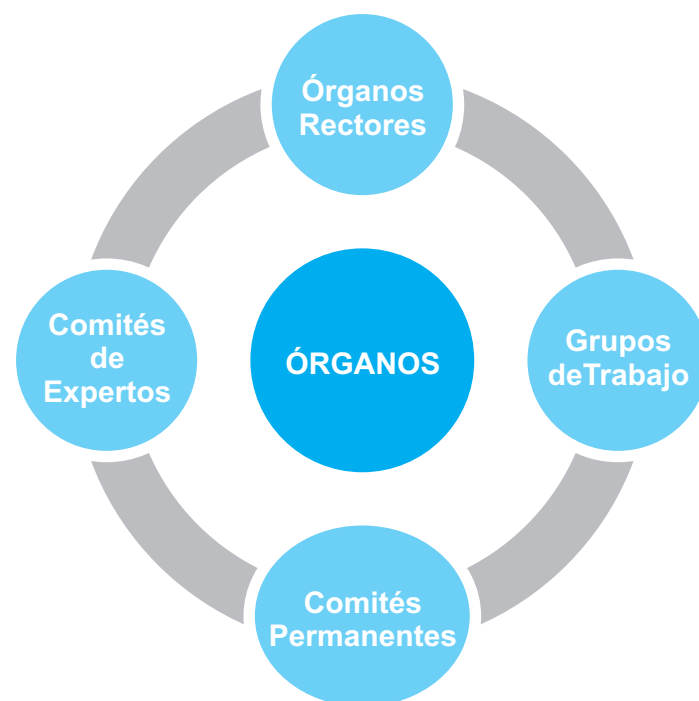 Órganos
Rectores
Comités
de
Expertos
ÓRGANOS
Grupos
deTrabajo
Comités
Permanentes